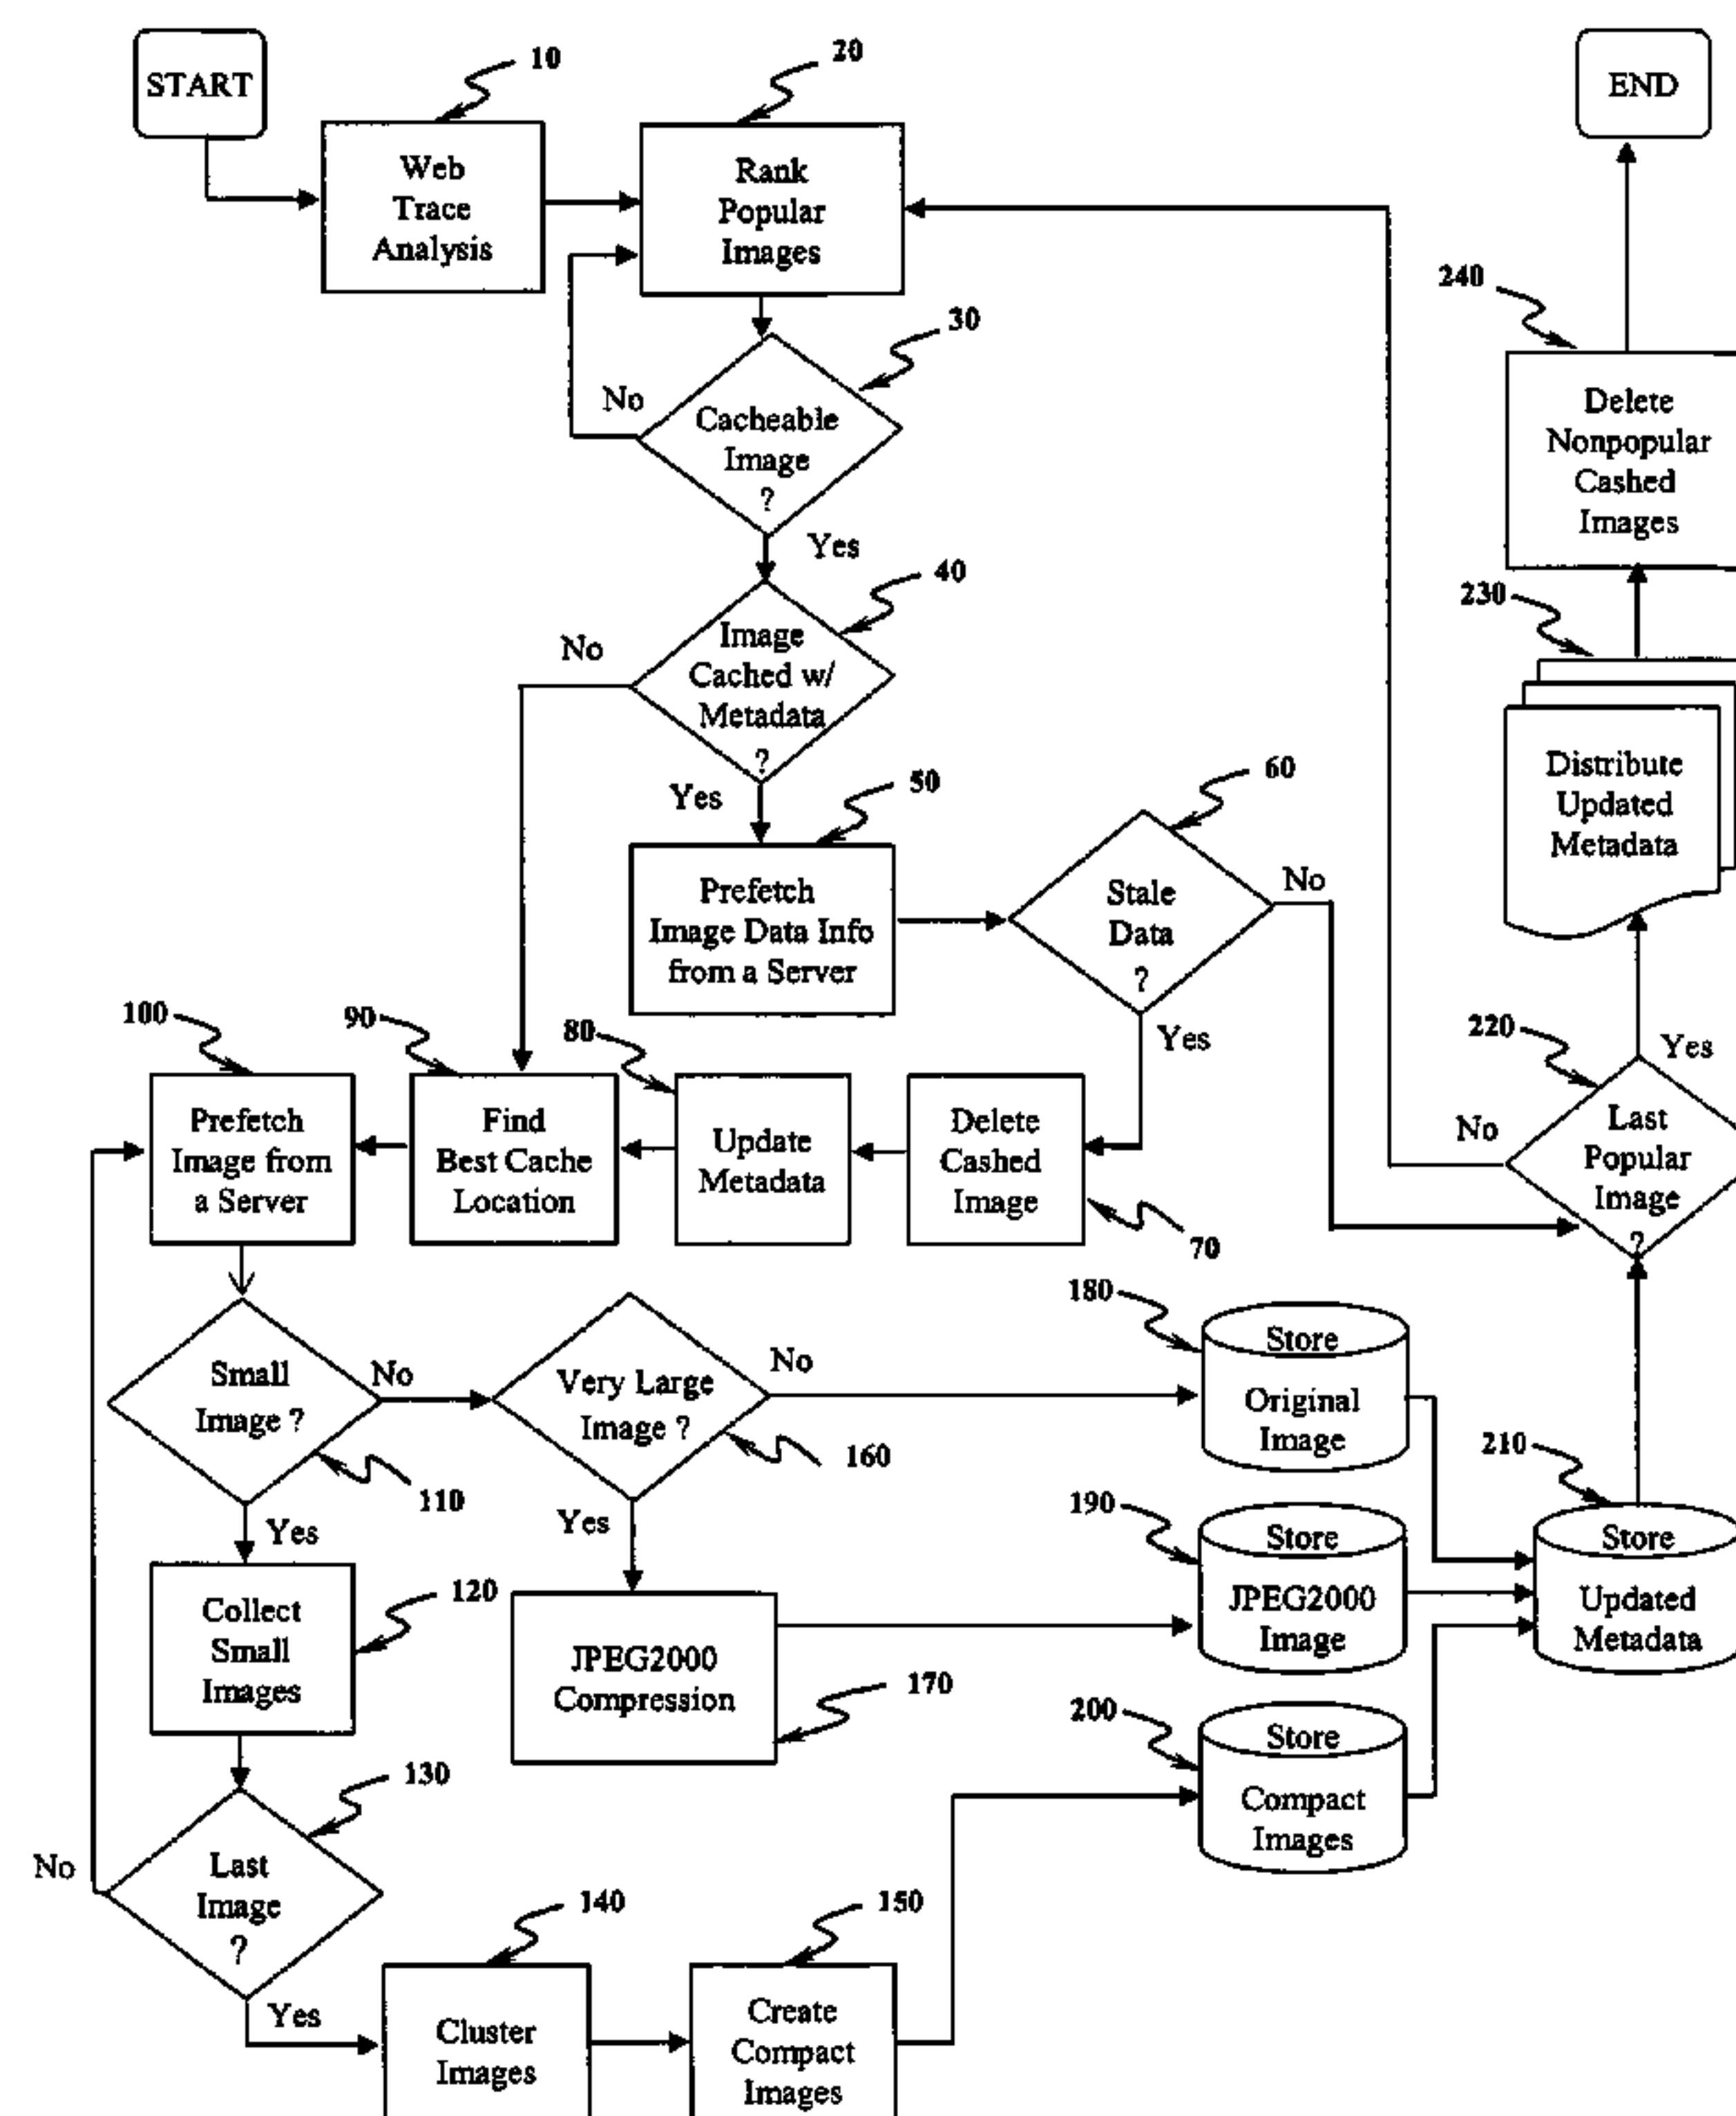 START
10
20
END
Web
Trace
Analysis
Rank
Popular
Images
240
30
No
Cacheable
Image
?
Delete
Nonpopular
Cashed
Images
Yes
40
230
No
Image
Cached w/
Metadata
?
Yes
50
60
Distribute
Updated
Metadata
Prefetch
Image Data Info
from a Server
Stale
Data
?
No
100
90
80
Yes
220
Yes
Prefetch
Image from
a Server
Find
Best Cache
Location
Update
Metadata
Delete
Cashed
Image
70
No
Last
Popular
Image
?
180
Small
Image ?
No
Very Large
Image ?
No
Store
Original
Image
110
160
210
Yes
Yes
190
Store
JPEG2000
Image
Store
Updated
Metadata
Collect
Small
Images
120
JPEG2000
Compression
170
200
Store
Compact
Images
130
No
Last
Image
?
140
150
Yes
Cluster
Images
Create
Compact
Images